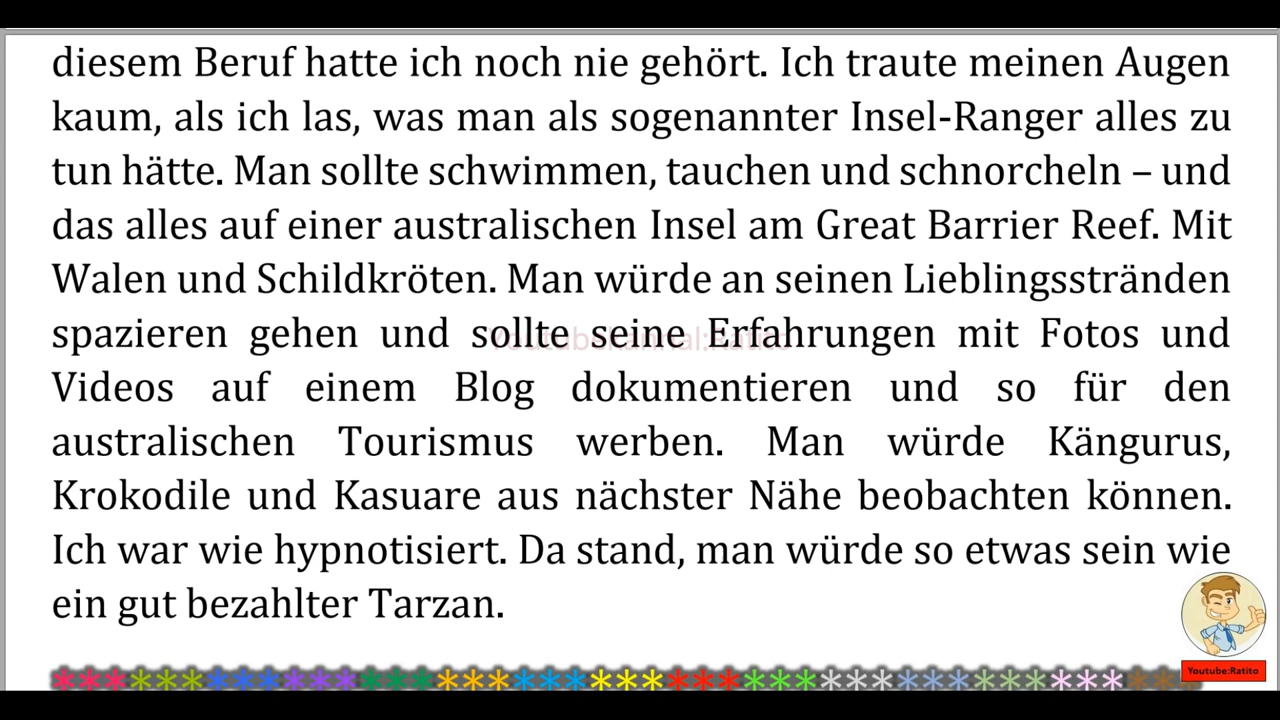 diesem Beruf hatte ich noch nie gehört. Ich traute meinen Augen
kaum, als ich las, was man als sogenannter Insel-Ranger alles zu
tun hätte. Man sollte schwimmen, tauchen und schnorcheln – und
das alles auf einer australischen Insel am Great Barrier Reef. Mit
Walen und Schildkröten. Man würde an seinen Lieblingsstränden
spazieren gehen und sollte seine Erfahrungen mit Fotos und
Videos auf einem Blog dokumentieren und so für den
australischen Tourismus werben. Man würde Kängurus,
Krokodile und Kasuare aus nächster Nähe beobachten können.
Ich war wie hypnotisiert. Da stand, man würde so etwas sein wie
ein gut bezahlter Tarzan.
Youtube:Ratito